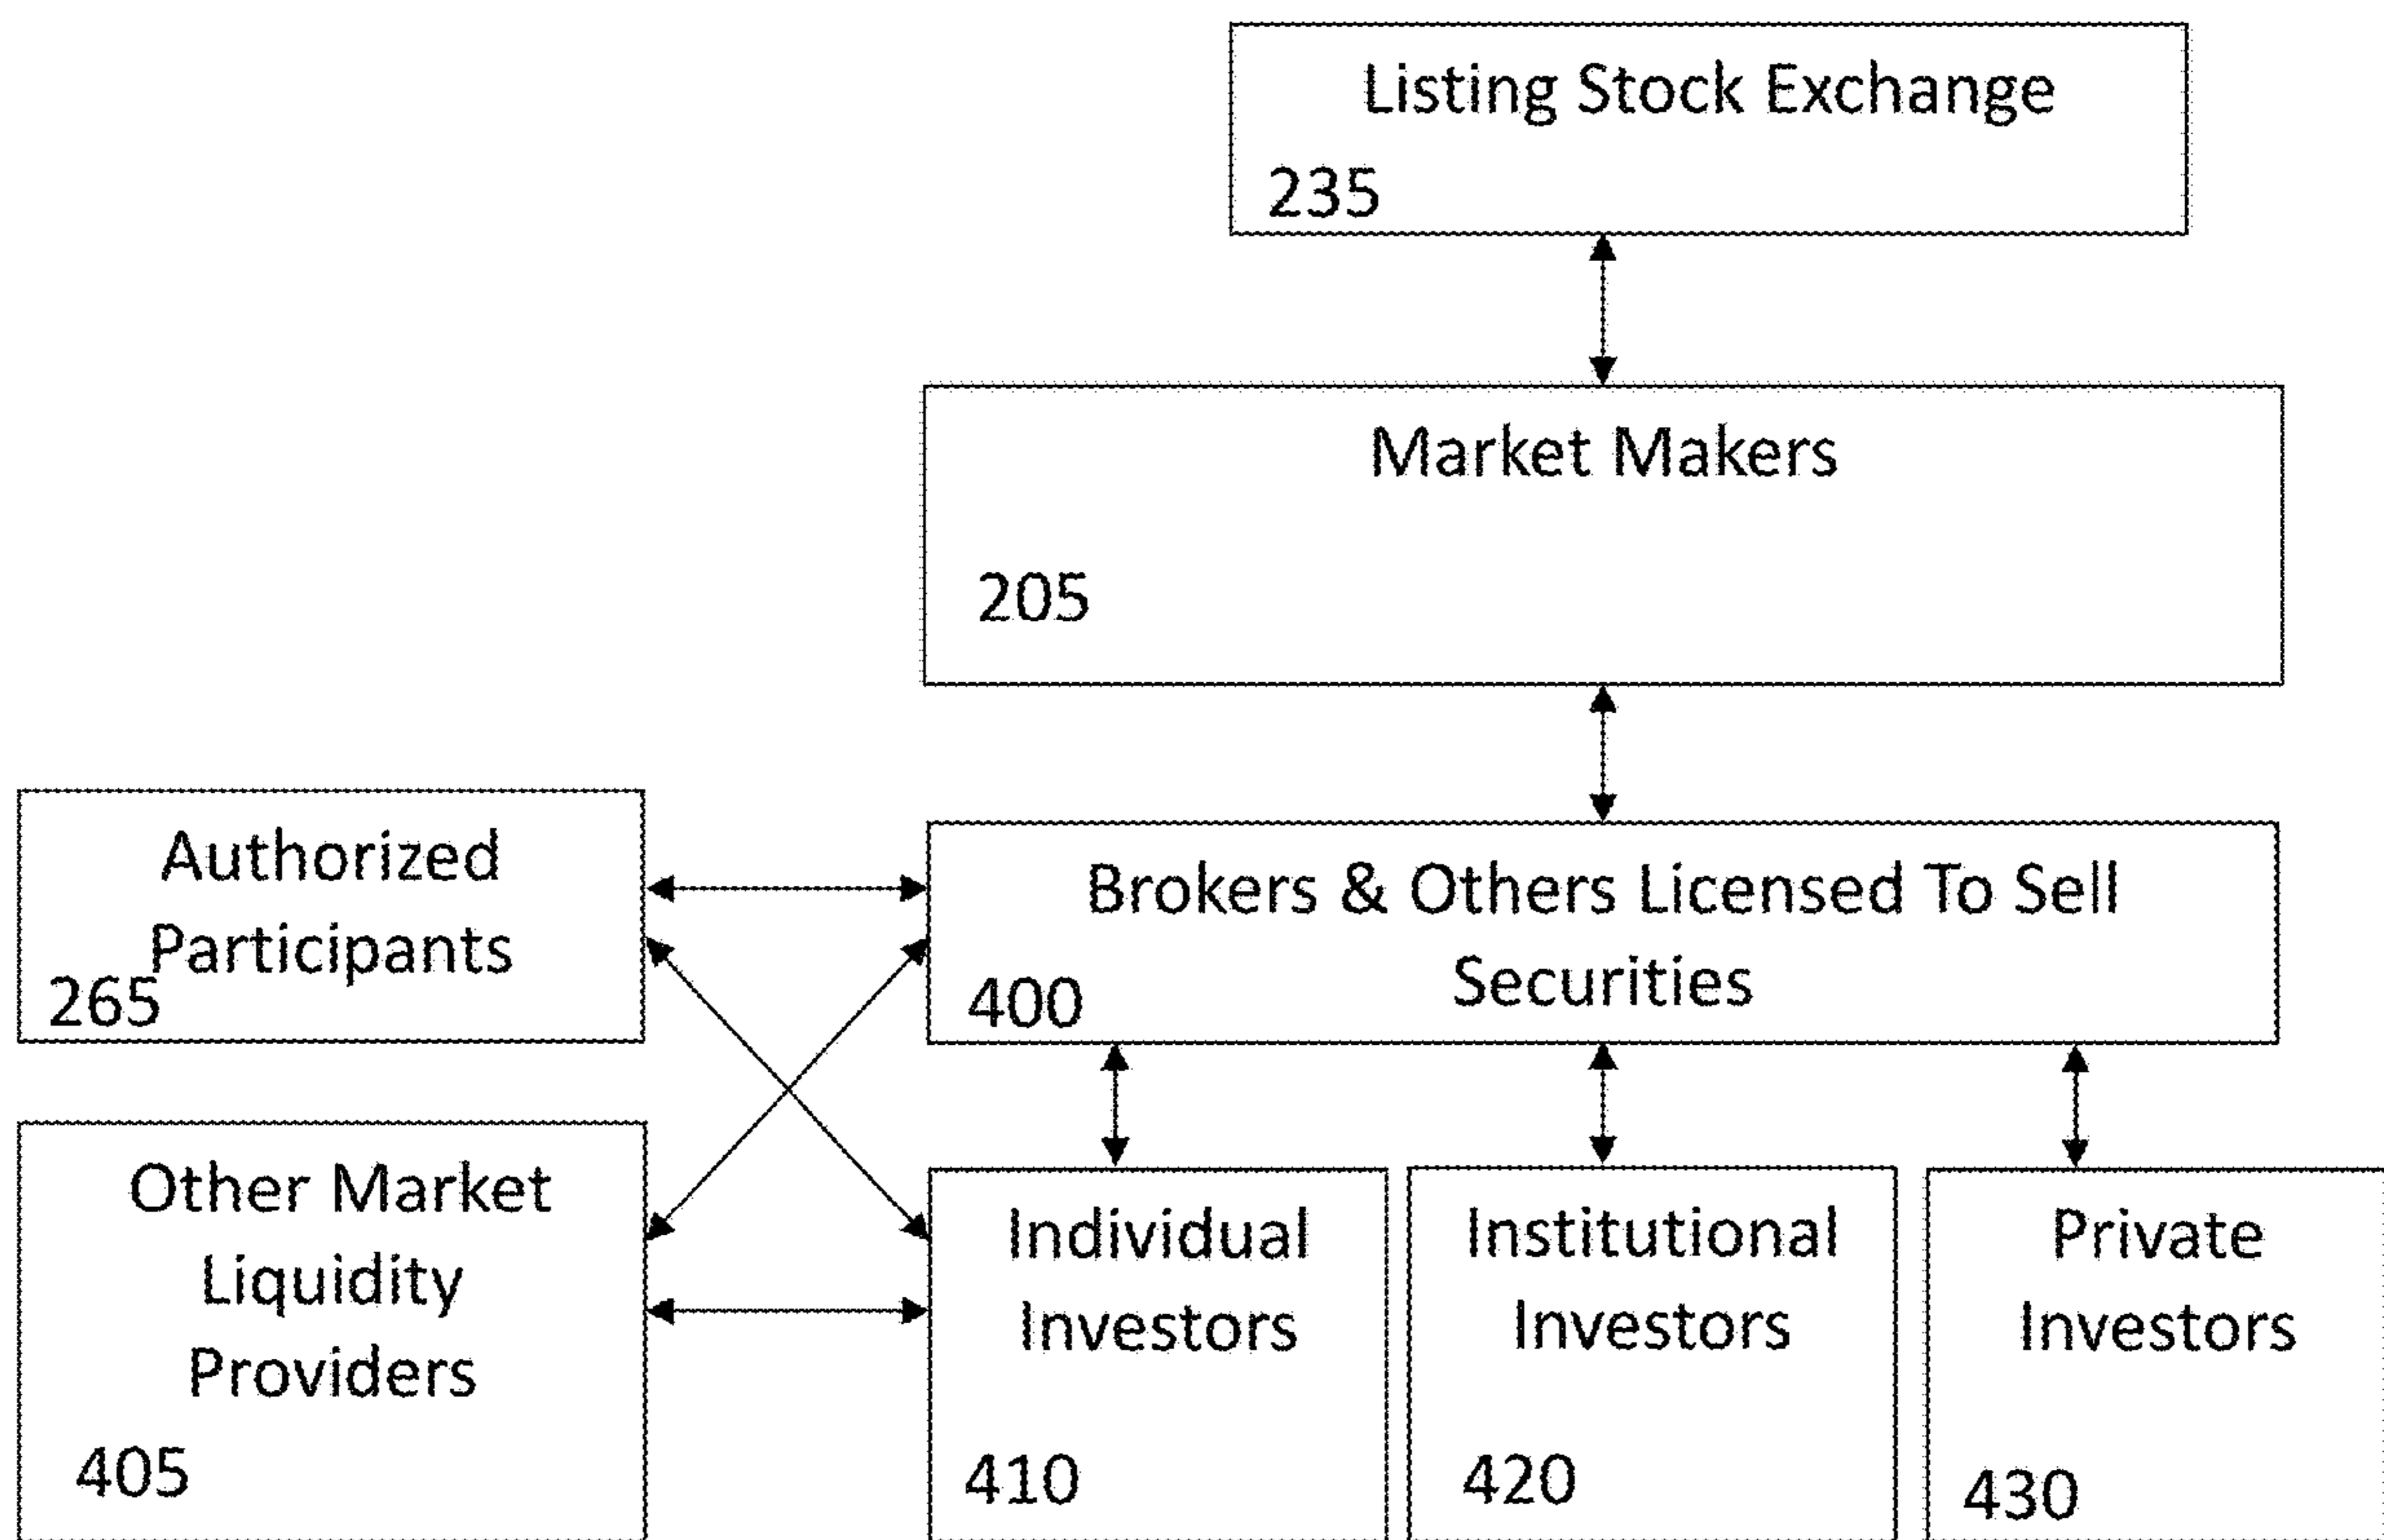 Listing Stock Exchange
235
Market Makers
205
Authorized
Participants
265
Brokers & Others Licensed To Sell
Securities
400
Other Market
Liquidity
Providers
405
Individual
Investors
410
Institutional
Investors
420
Private
Investors
430